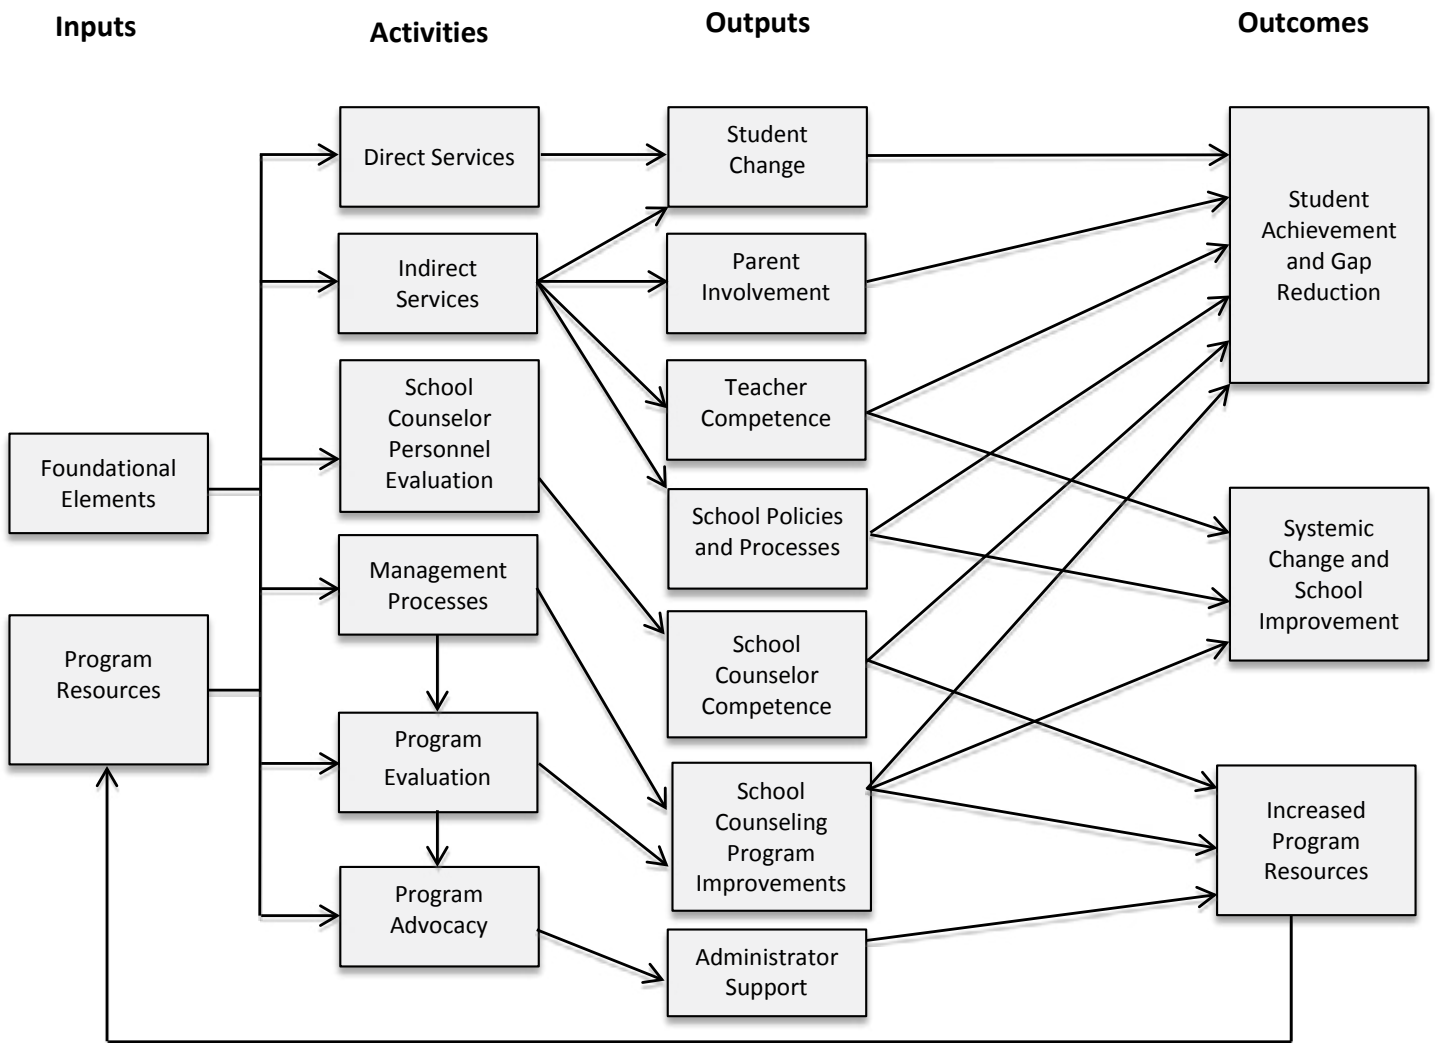 Inputs
Activities
Outputs
Outcomes
Direct Services
Indirect
Services
School
Counselor
Personnel
Evaluation
Foundational
Elements
Management
Processes
Program
Resources
Program
Evaluation
Program
Advocacy
Student
Change
Parent
Involvement
Teacher
Competence
School Policies
and Processes
School
Counselor
Competence
School
Counseling
Program
Improvements
Administrator
Support
Student
Achievement
and Gap
Reduction
Systemic
Change and
School
Improvement
Increased
Program
Resources